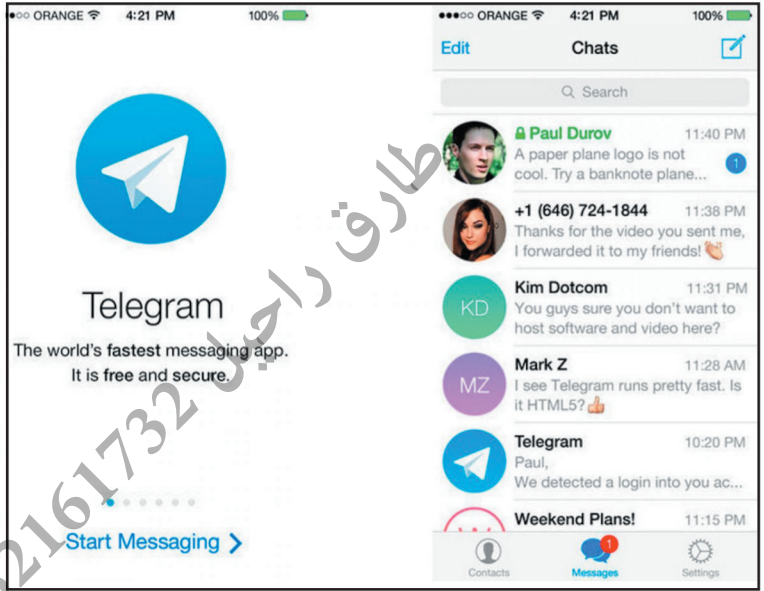 ORANGE 4:21 PM 100%
Telegram
The world's fastest messaging app.
It is free and secure.
Start Messaging
ORANGE 4:21 PM 100%
Edit Chats
Search
Paul Durov 11:40 PM
A paper plane logo is not
cool. Try a banknote plane...
1
+1 (646) 724-1844 11:38 PM
Thanks for the video you sent me,
I forwarded it to my friends!
KD
Kim Dotcom 11:31 PM
You guys sure you don't want to
host software and video here?
MZ
Mark Z 11:28 AM
I see Telegram runs pretty fast. Is
it HTML5?
Telegram 10:20 PM
Paul,
We detected a login into you ac...
Weekend Plans! 11:15 PM
1
Contacts Messages Settings
طارق راحيل 2161732